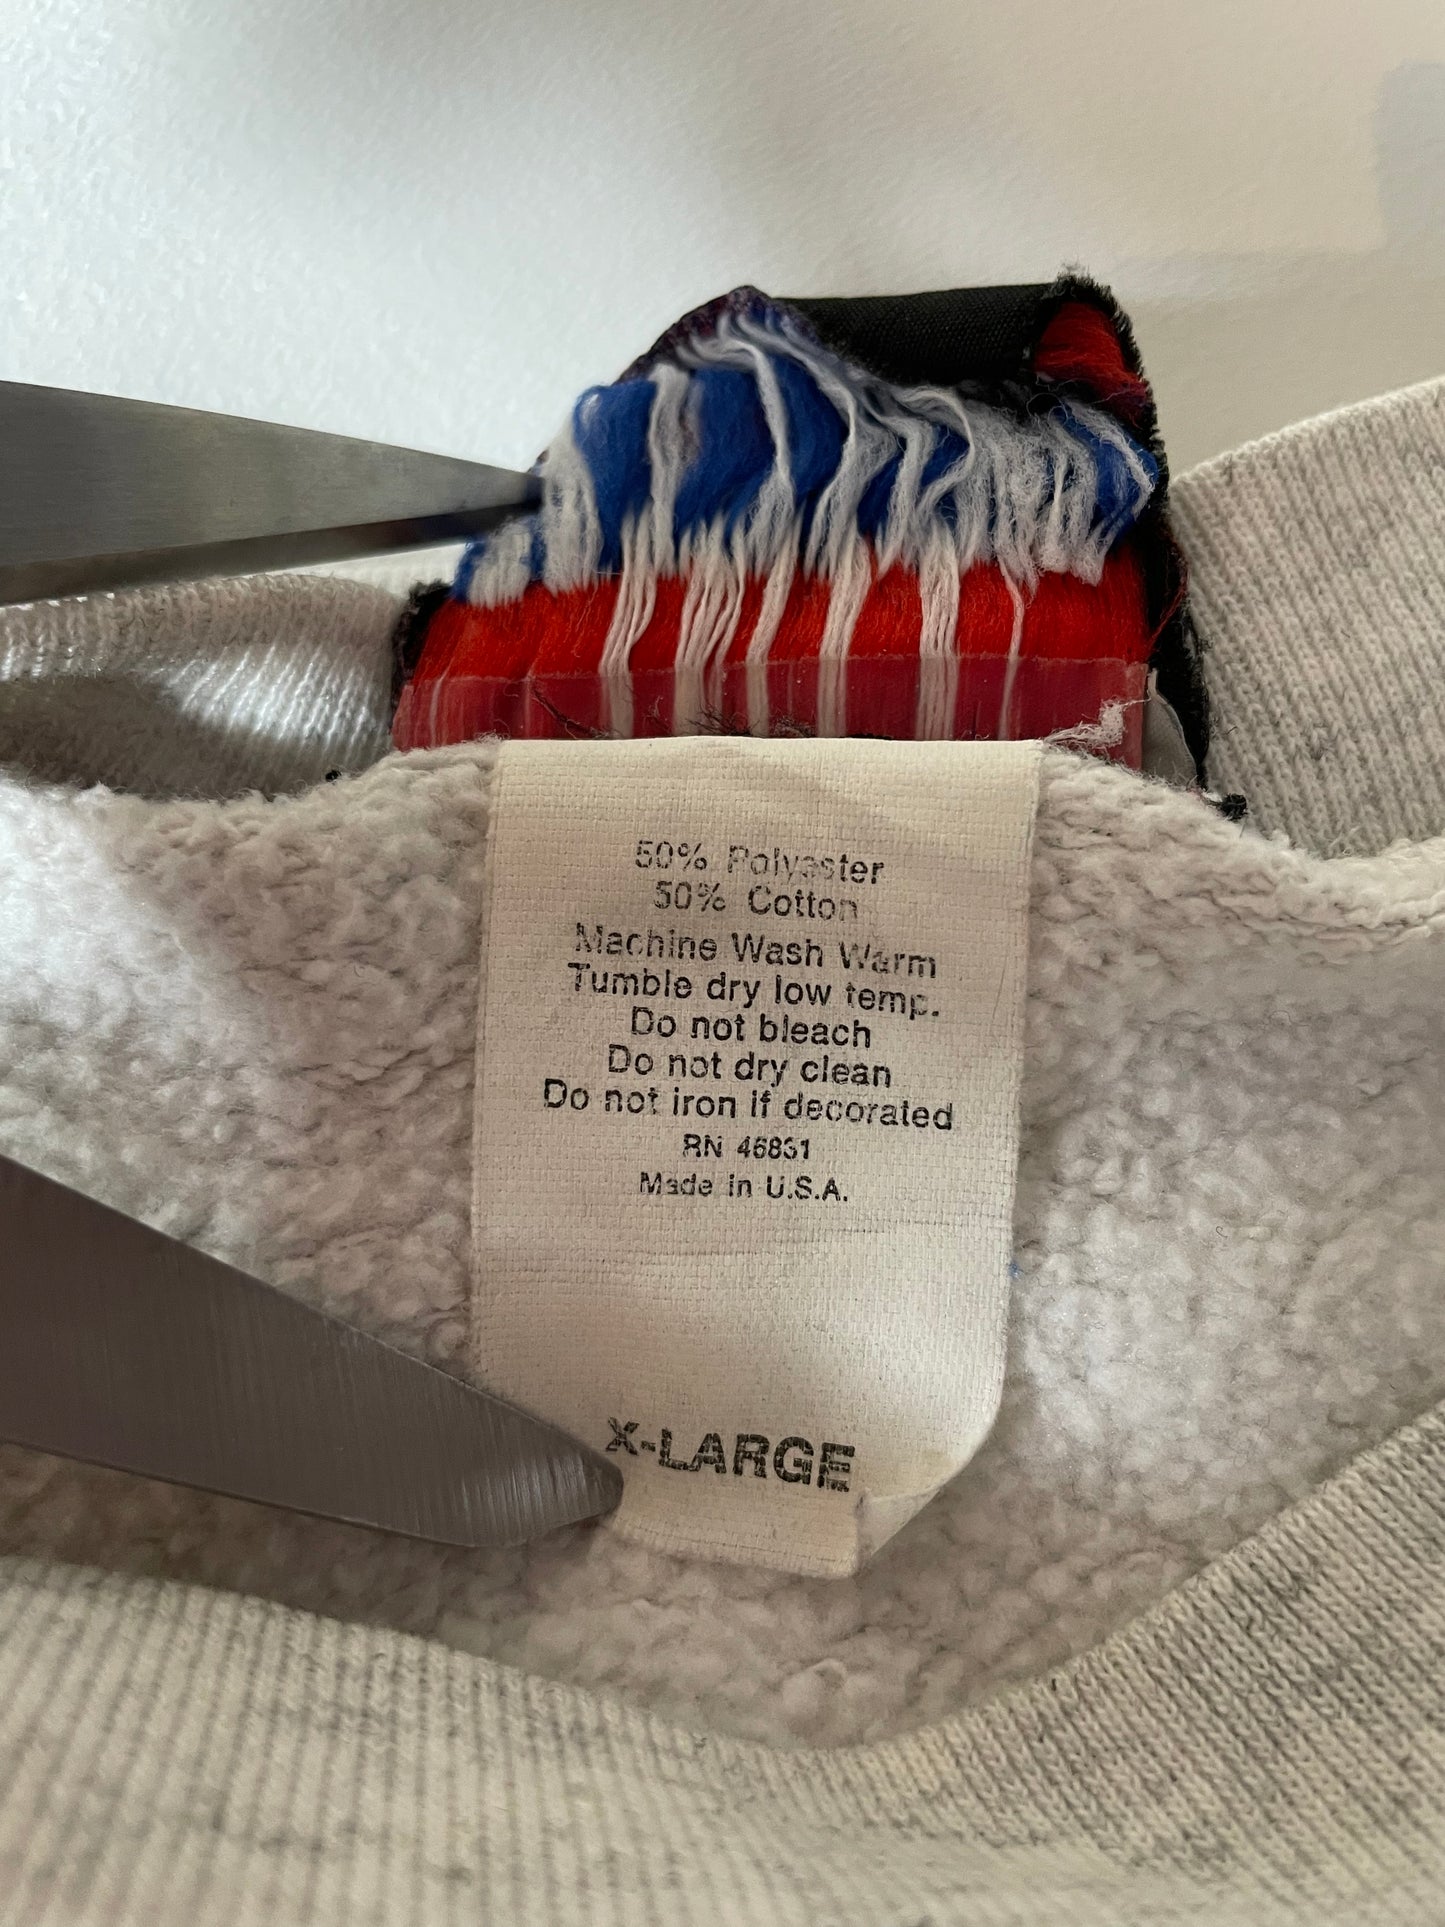 50% Polyester
50% Cotton
Machine Wash Warm
Tumble dry low temp.
Do not bleach
Do not dry clean
Do not iron if decorated
RN 46831
Made in U.S.A.
X-LARGE